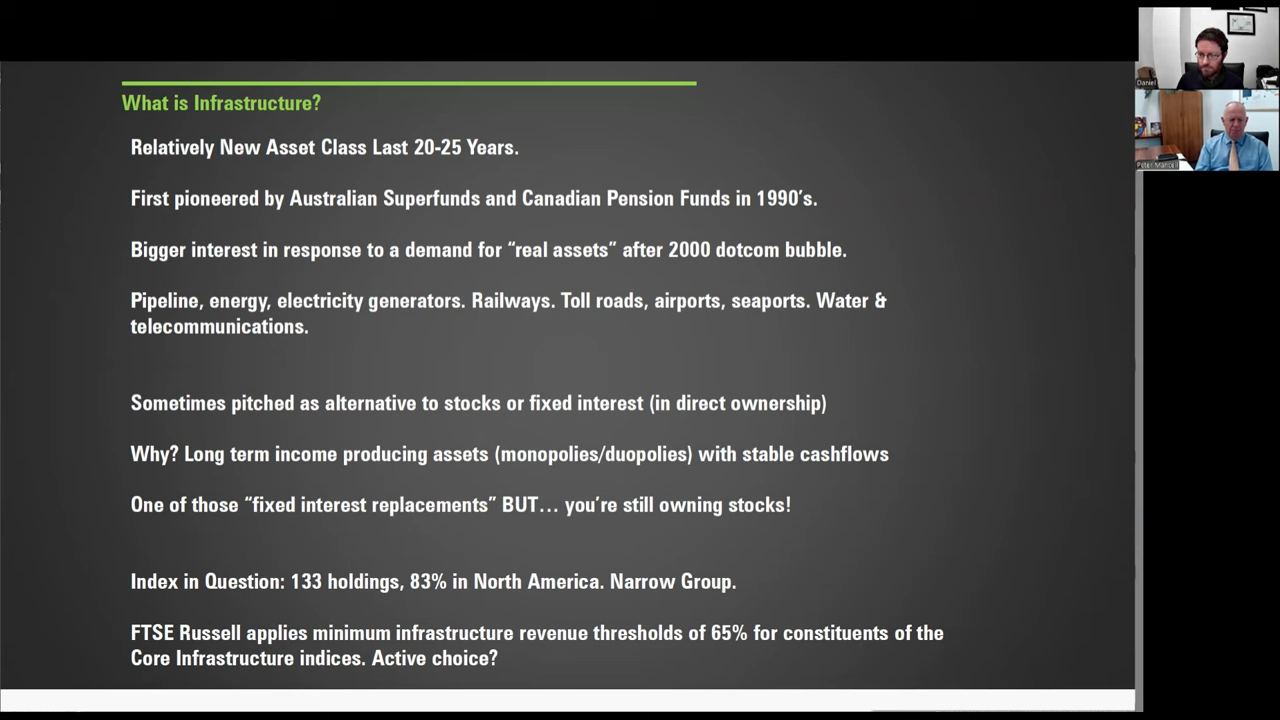 What is Infrastructure?
Relatively New Asset Class Last 20-25 Years.
First pioneered by Australian Superfunds and Canadian Pension Funds in 1990's.
Bigger interest in response to a demand for “real assets” after 2000 dotcom bubble.
Pipeline, energy, electricity generators. Railways. Toll roads, airports, seaports. Water &
telecommunications.
Sometimes pitched as alternative to stocks or fixed interest (in direct ownership)
Why? Long term income producing assets (monopolies/duopolies) with stable cashflows
One of those “fixed interest replacements” BUT… you're still owning stocks!
Index in Question: 133 holdings, 83% in North America. Narrow Group.
FTSE Russell applies minimum infrastructure revenue thresholds of 65% for constituents of the
Core Infrastructure indices. Active choice?
Daniel
Peter